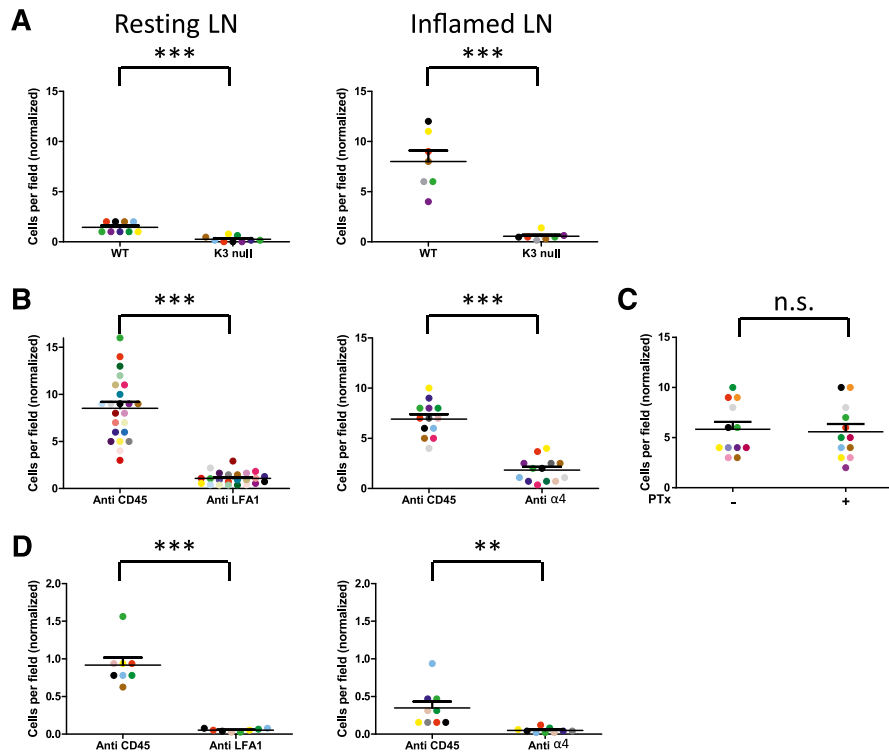 A
Resting LN
Inflamed LN
***
***
Cells per field (normalized)
15
10
5
0
WT
K3 null
Cells per field (normalized)
15
10
5
0
WT
K3 null
B
***
***
C
n.s.
Cells per field (normalized)
15
10
5
0
Anti CD45
Anti LFA1
Cells per field (normalized)
15
10
5
0
Anti CD45
Anti α4
Cells per field (normalized)
15
10
5
0
PTx
-
+
D
***
**
Cells per field (normalized)
2.0
1.5
1.0
0.5
0.0
Anti CD45
Anti LFA1
Cells per field (normalized)
2.0
1.5
1.0
0.5
0.0
Anti CD45
Anti α4